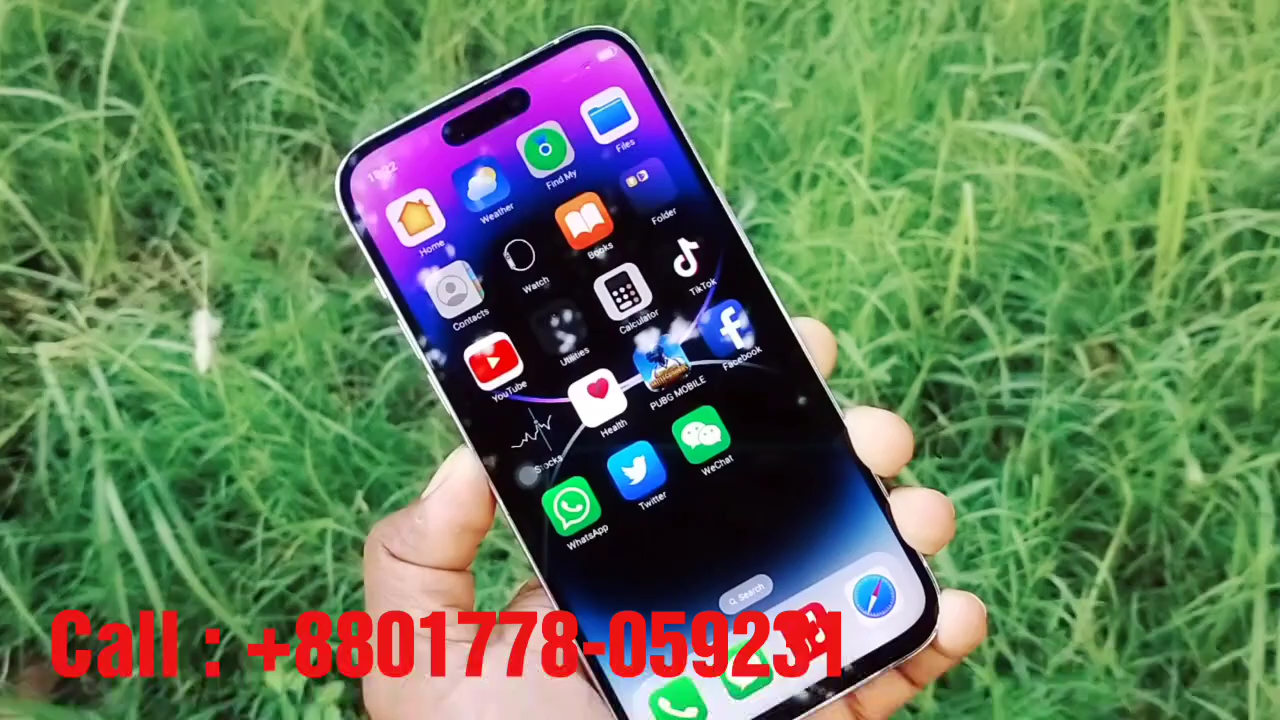 Home
Weather
Find My
Files
Contacts
Watch
Books
Folder
YouTube
Utilities
Calculator
TikTok
Stocks
Health
PUBG MOBILE
Facebook
WhatsApp
Twitter
WeChat
Search
Call : +8801778-059231